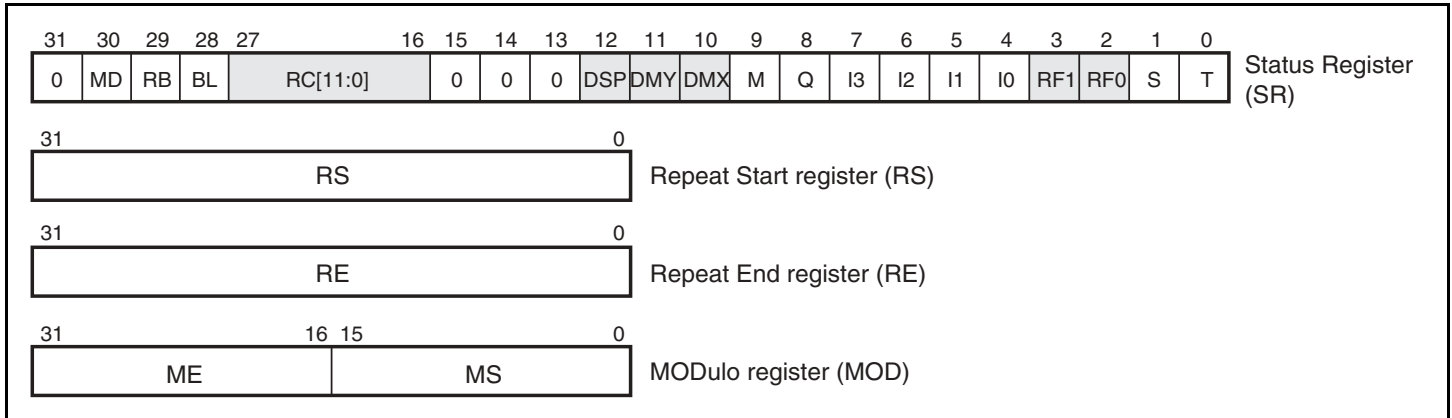 31 30 29 28 27 16 15 14 13 12 11 10 9 8 7 6 5 4 3 2 1 0
0 MD RB BL RC[11:0] 0 0 0 DSP DMY DMX M Q I3 I2 I1 I0 RF1 RF0 S T
Status Register
(SR)
31 0
RS
Repeat Start register (RS)
31 0
RE
Repeat End register (RE)
31 16 15 0
ME MS
MODulo register (MOD)